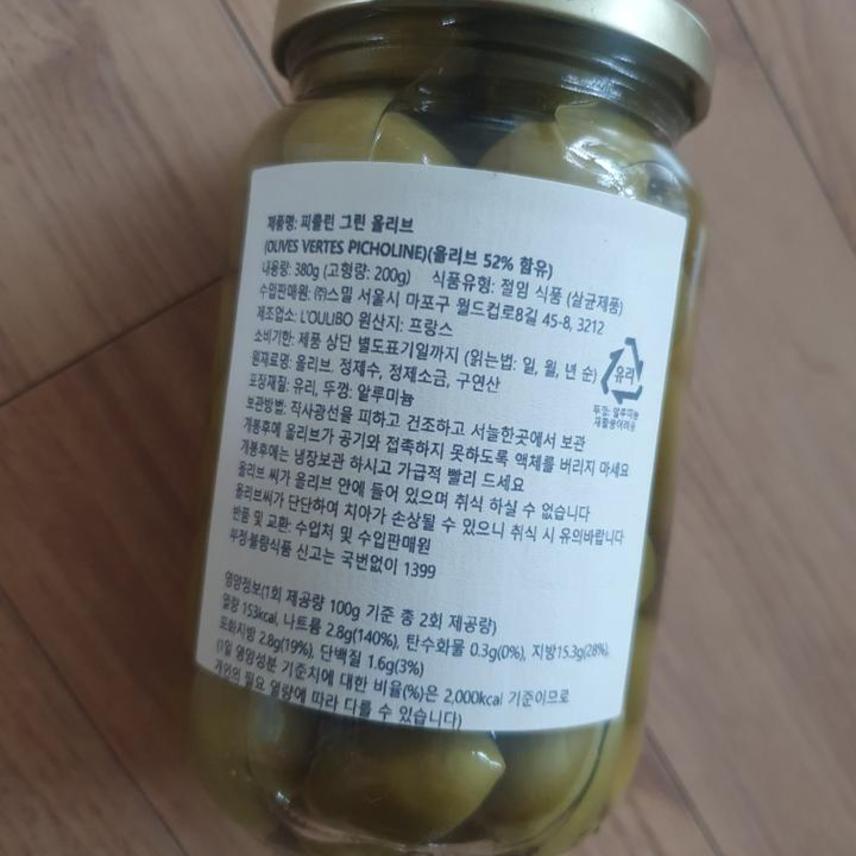 제품명: 피촐린 그린 올리브
(OLIVES VERTES PICHOLINE)(올리브 52% 함유)
내용량: 380g (고형량: 200g) 식품유형: 절임 식품 (살균제품)
수입판매원: ㈜스밀 서울시 마포구 월드컵로8길 45-8, 3212
제조업소: L'OULIBO 원산지: 프랑스
소비기한: 제품 상단 별도표기일까지 (읽는법: 일, 월, 년 순)
원재료명: 올리브, 정제수, 정제소금, 구연산
포장재질: 유리, 뚜껑: 알루미늄
유리
뚜껑: 알루미늄
재활용어려움
보관방법: 직사광선을 피하고 건조하고 서늘한곳에서 보관
개봉후에 올리브가 공기와 접촉하지 못하도록 액체를 버리지 마세요
개봉후에는 냉장보관 하시고 가급적 빨리 드세요
올리브 씨가 올리브 안에 들어 있으며 취식 하실 수 없습니다
올리브씨가 단단하여 치아가 손상될 수 있으니 취식 시 유의바랍니다
반품 및 교환: 수입처 및 수입판매원
부정·불량식품 신고는 국번없이 1399
영양정보(1회 제공량 100g 기준 총 2회 제공량)
열량 153kcal, 나트륨 2.8g(140%), 탄수화물 0.3g(0%), 지방15.3g(28%),
포화지방 2.8g(19%), 단백질 1.6g(3%)
(1일 영양성분 기준치에 대한 비율(%)은 2,000kcal 기준이므로
개인의 필요 열량에 따라 다를 수 있습니다)